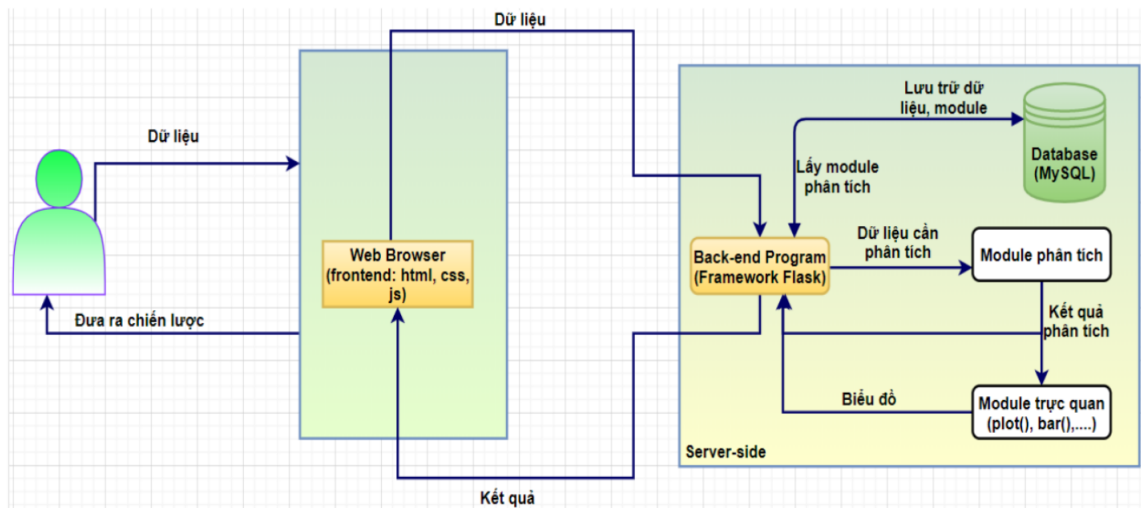 Dữ liệu
Dữ liệu
Web Browser
(frontend: html, css,
js)
Đưa ra chiến lược
Kết quả
Lưu trữ dữ
liệu, module
Database
(MySQL)
Lấy module
phân tích
Back-end Program
(Framework Flask)
Dữ liệu cần
phân tích
Module phân tích
Kết quả
phân tích
Biểu đồ
Module trực quan
(plot(), bar(),....)
Server-side